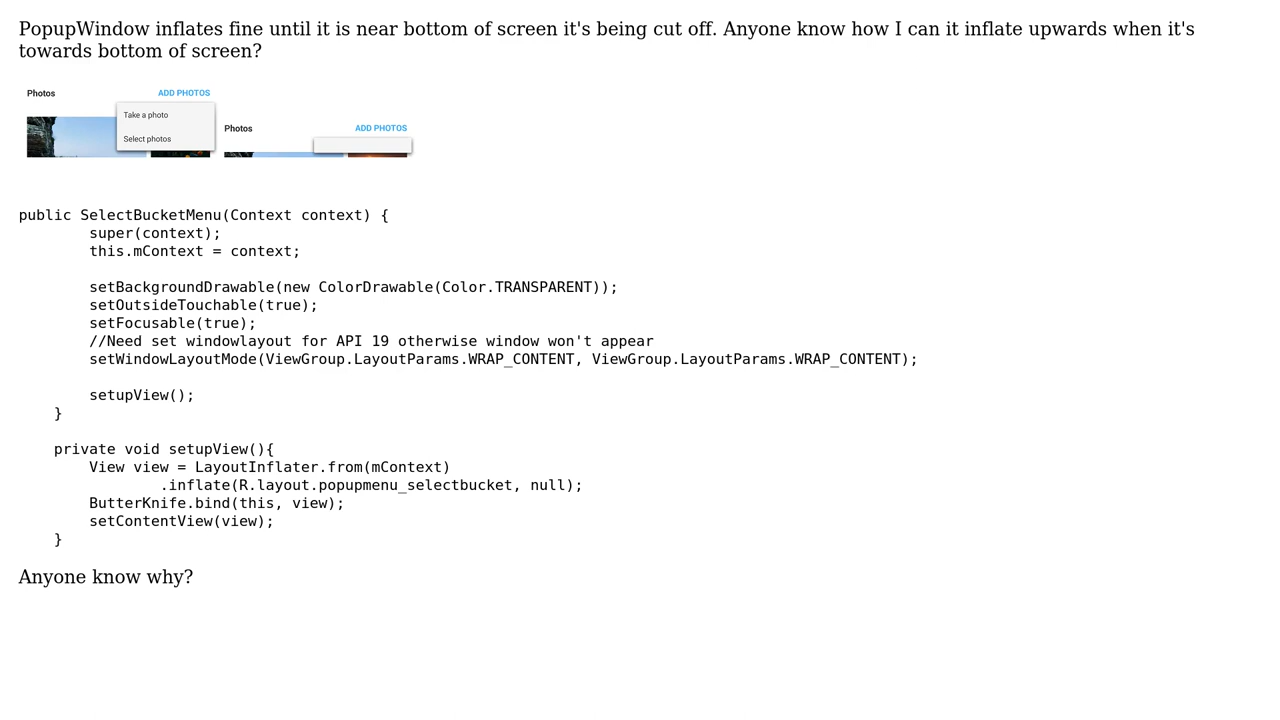 PopupWindow inflates fine until it is near bottom of screen it's being cut off. Anyone know how I can it inflate upwards when it's
towards bottom of screen?
Photos ADD PHOTOS
Take a photo
Select photos
Photos ADD PHOTOS
public SelectBucketMenu(Context context) {
        super(context);
        this.mContext = context;

        setBackgroundDrawable(new ColorDrawable(Color.TRANSPARENT));
        setOutsideTouchable(true);
        setFocusable(true);
        //Need set windowlayout for API 19 otherwise window won't appear
        setWindowLayoutMode(ViewGroup.LayoutParams.WRAP_CONTENT, ViewGroup.LayoutParams.WRAP_CONTENT);

        setupView();
    }

    private void setupView(){
        View view = LayoutInflater.from(mContext)
                .inflate(R.layout.popupmenu_selectbucket, null);
        ButterKnife.bind(this, view);
        setContentView(view);
    }
Anyone know why?